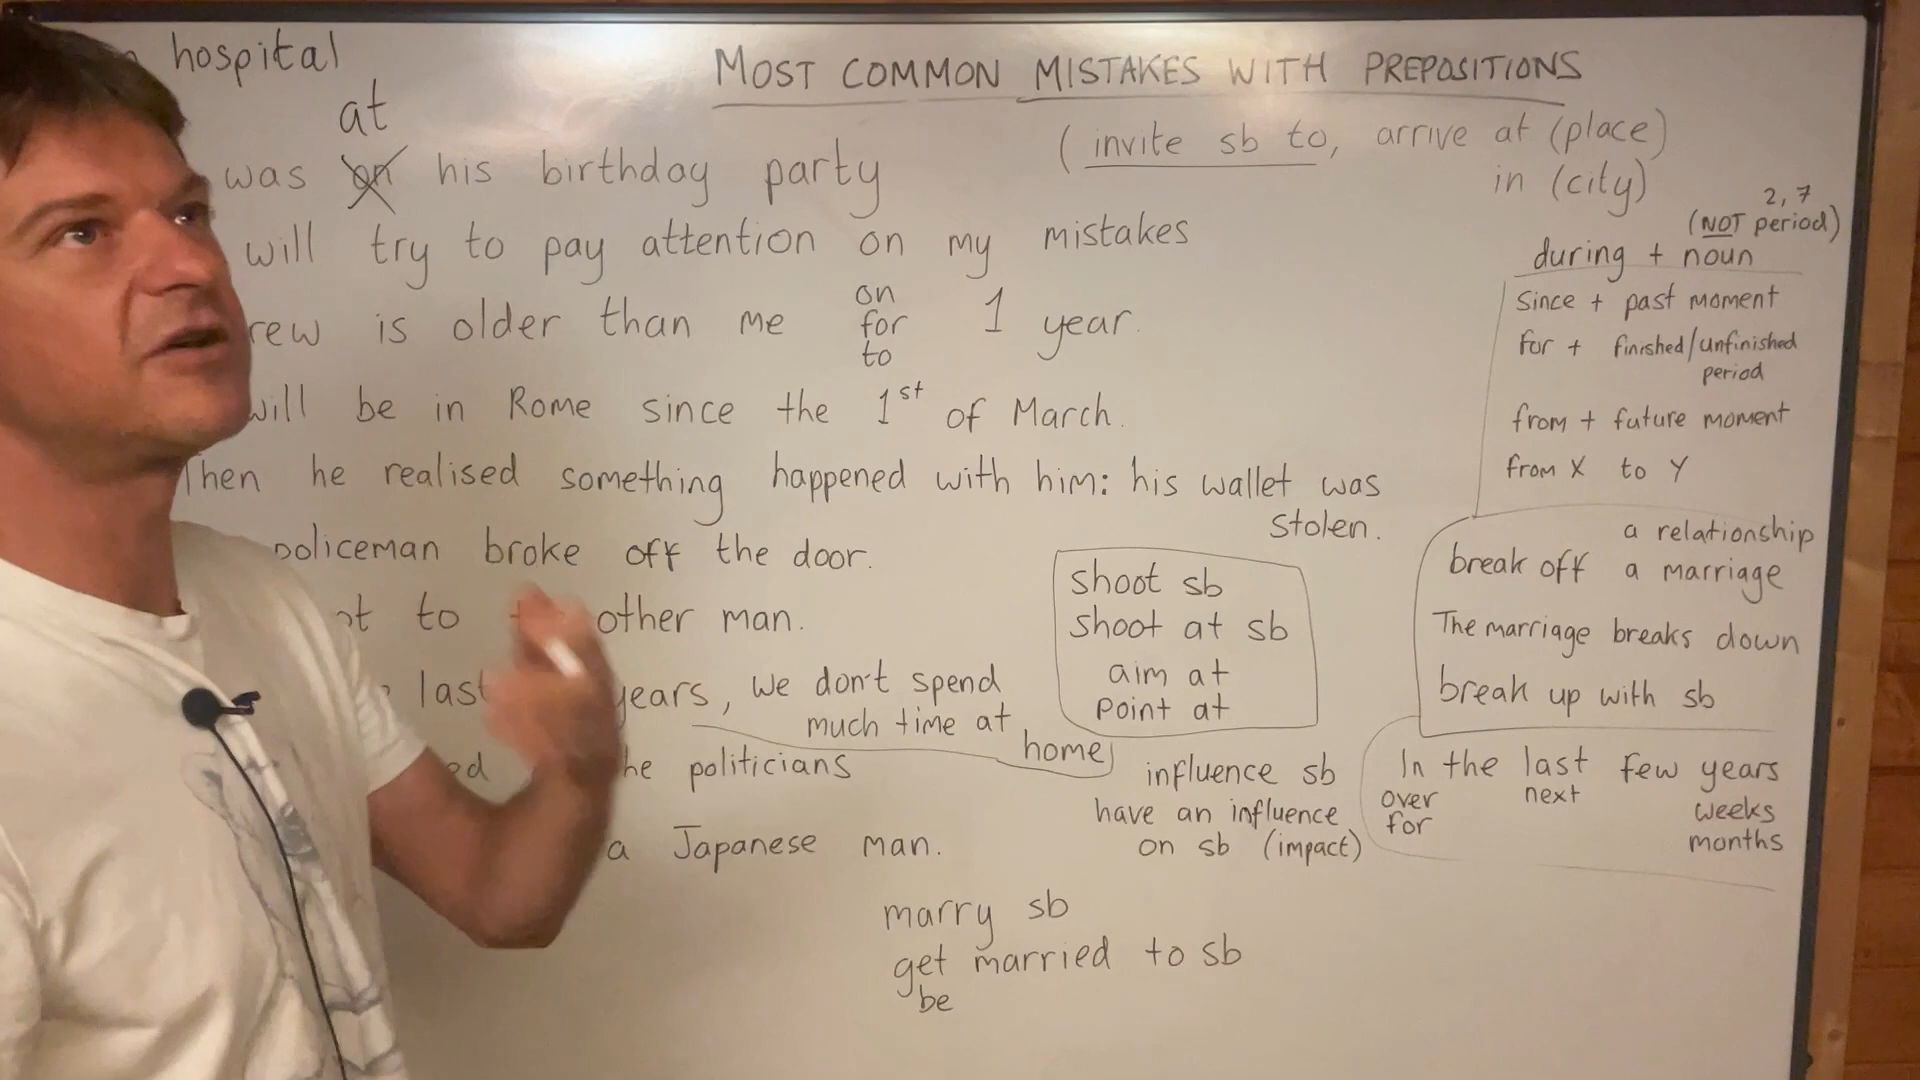 hospital
MOST COMMON MISTAKES WITH PREPOSITIONS
at
was on his birthday party
(invite sb to, arrive at (place)
in (city)
2, 7
(NOT period)
will try to pay attention on my mistakes
during + noun
on
rew is older than me for 1 year.
to
since + past moment
for + finished/unfinished
period
will be in Rome since the 1st of March.
from + future moment
from X to Y
Then he realised something happened with him: his wallet was
stolen.
policeman broke off the door.
a relationship
break off a marriage
The marriage breaks down
break up with sb
shoot sb
shoot at sb
aim at
point at
to other man.
last years, we don't spend
much time at
home
he politicians
influence sb
have an influence
on sb (impact)
In the last few years
over next weeks
for months
a Japanese man.
marry sb
get married to sb
be